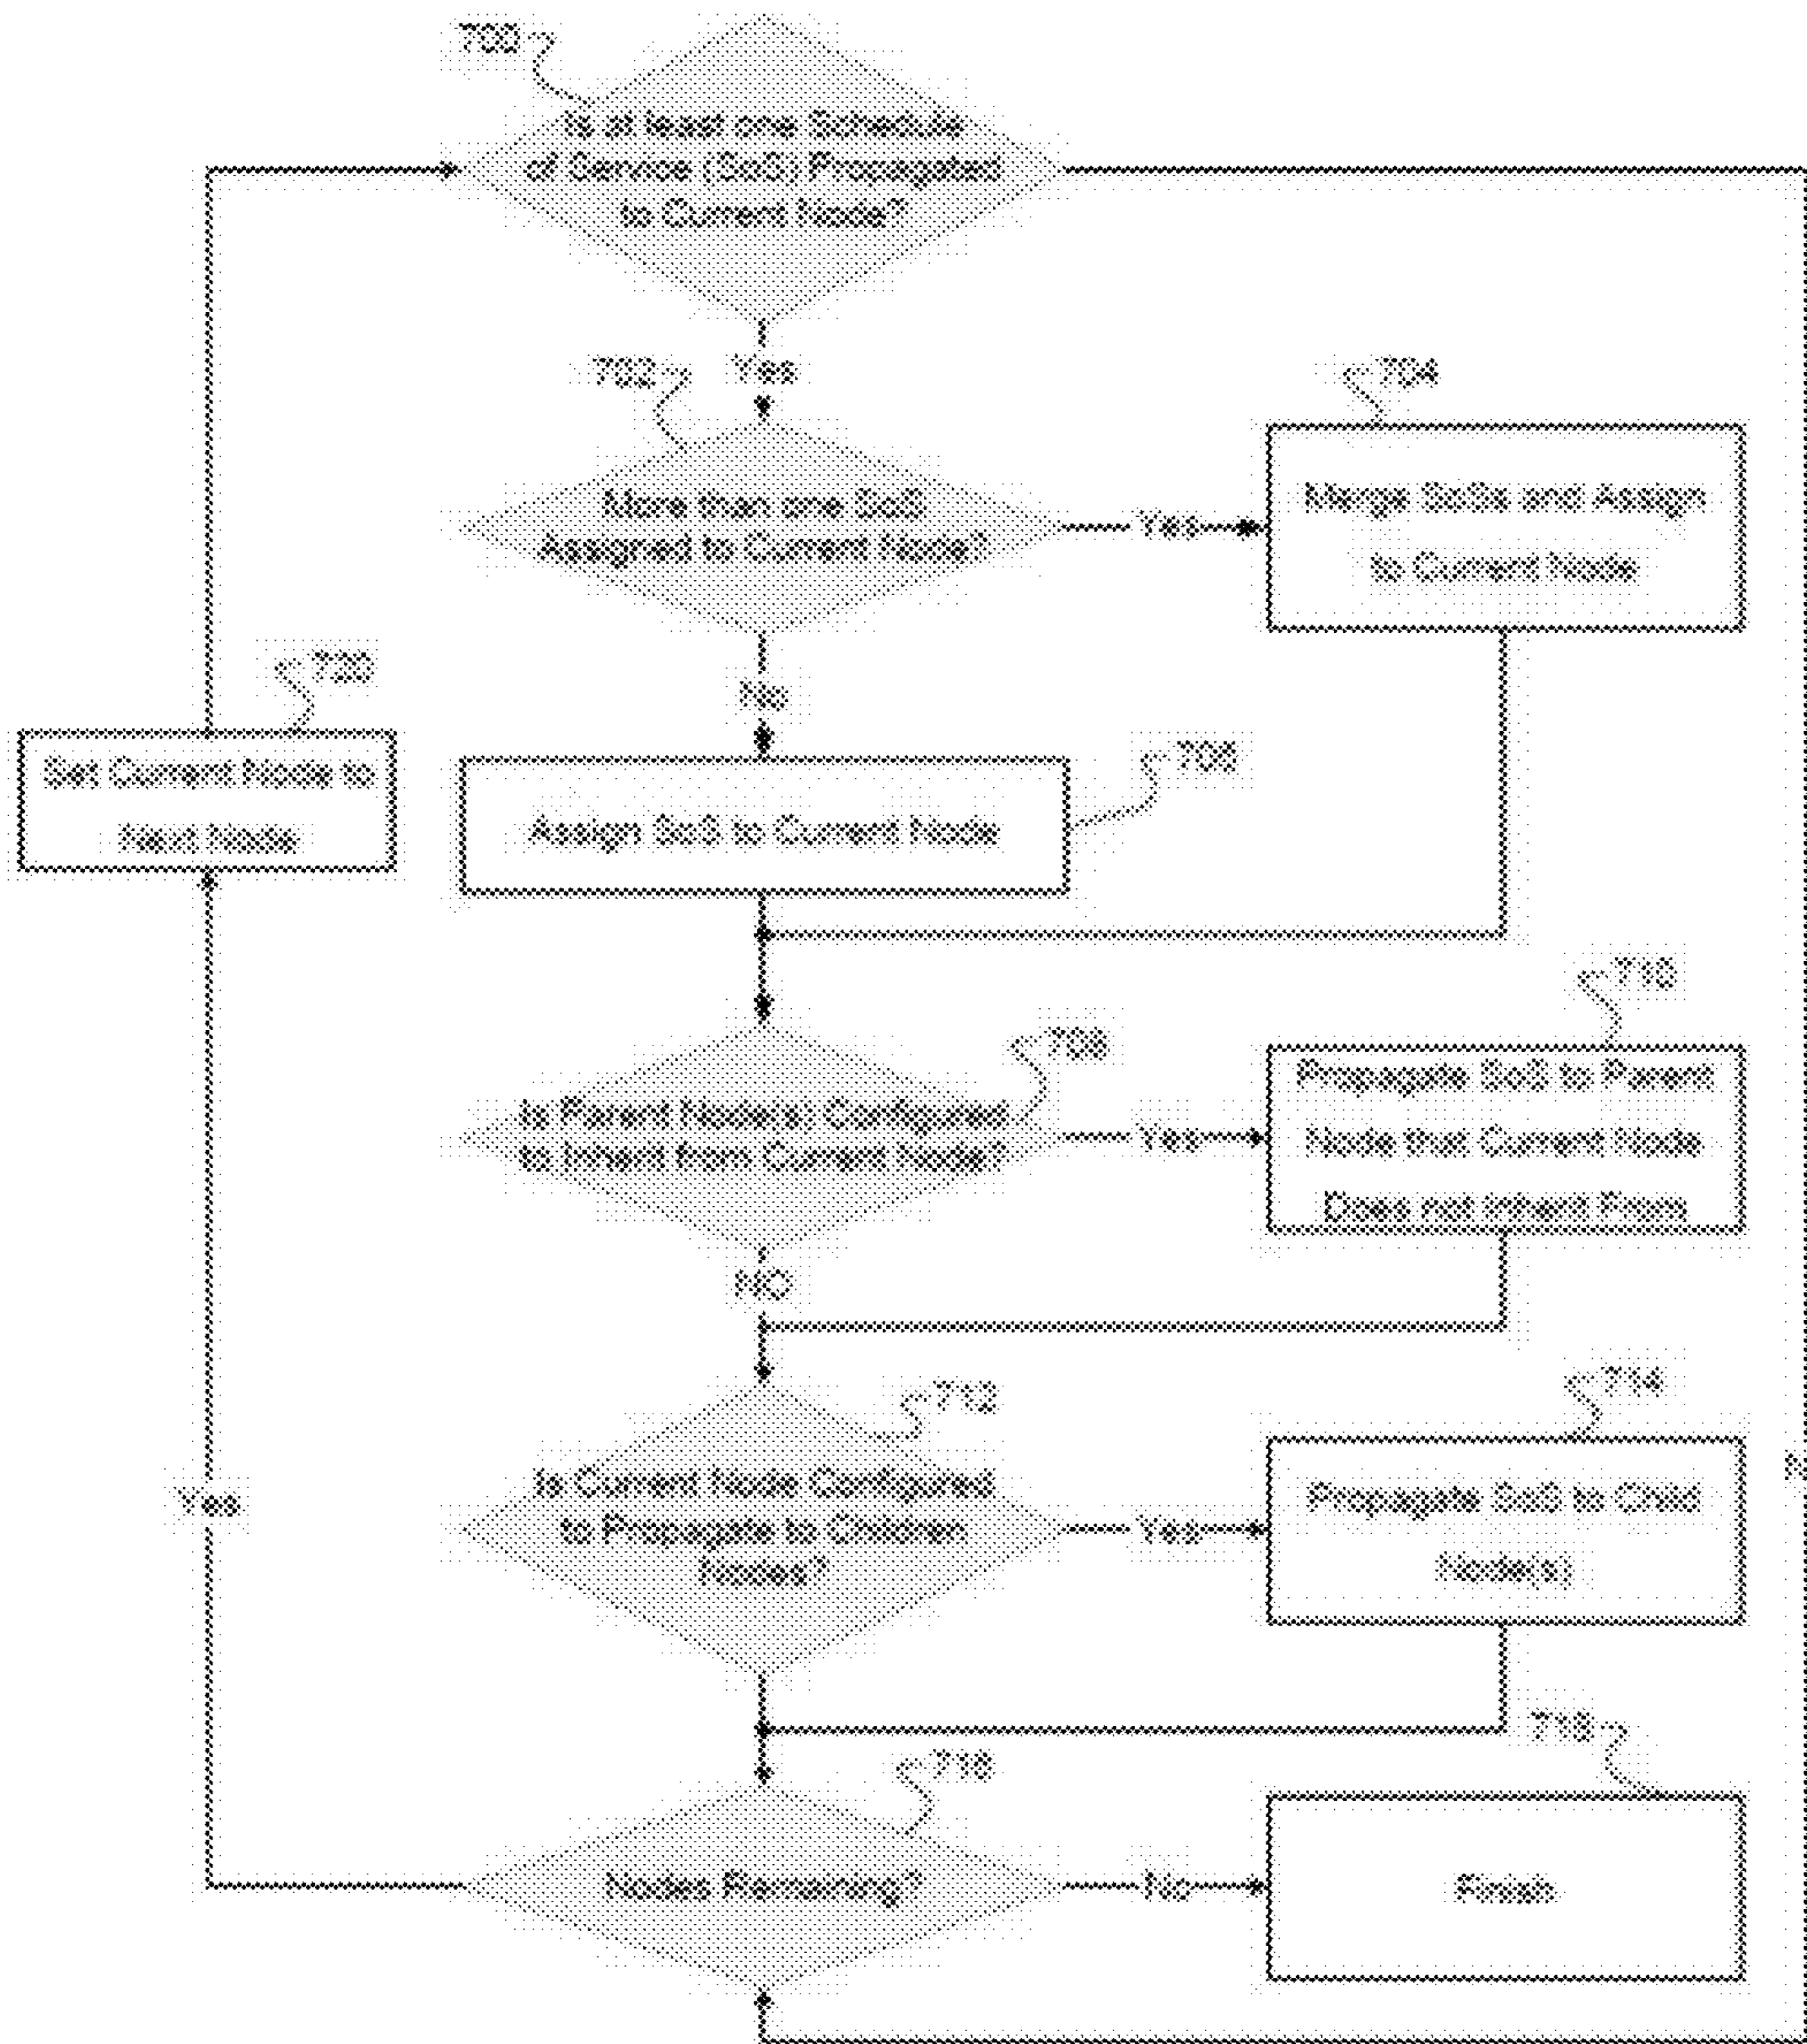 700
Is at least one Schedule
of Service (SoS) Propagated
to Current Node?
702
Yes
704
More than one SoS
Assigned to Current Node?
Yes
Merge SoSs and Assign
to Current Node
720
No
Set Current Node to
Next Node
706
Assign SoS to Current Node
710
708
Is Parent Node(s) Configured
to Inherit from Current Node?
Yes
Propagate SoS to Parent
Node that Current Node
Does not Inherit From
NO
712
714
Is Current Node Configured
to Propagate to Children
Nodes?
Yes
Propagate SoS to Child
Node(s)
Yes
716
718
Nodes Remaining?
No
Finish